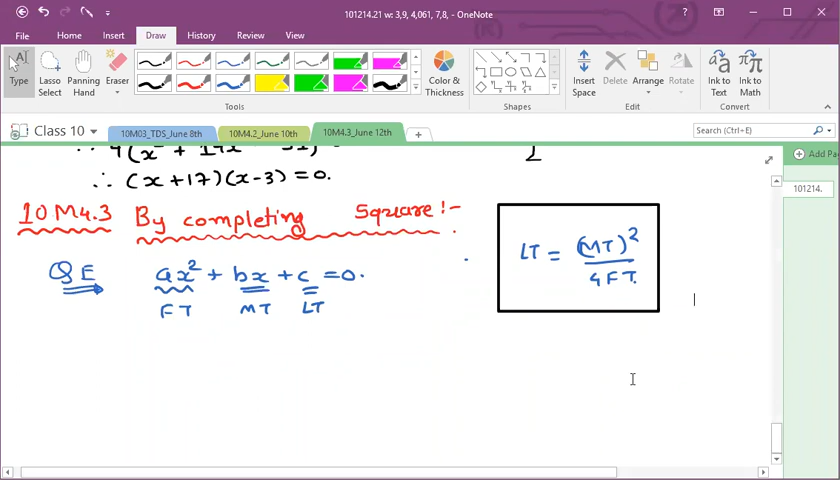 101214.21 w: 3,9, 4,061, 7,8, - OneNote
File Home Insert Draw History Review View
Type
Lasso Select
Panning Hand
Eraser
Color & Thickness
Insert Space
Delete
Arrange
Rotate
Ink to Text
Ink to Math
Tools
Shapes
Edit
Convert
Class 10
10M03_TDS_June 8th
10M4.2_June 10th
10M4.3_June 12th
Search (Ctrl+E)
Add Pa
101214.
∴ (x+17)(x-3) = 0.
10M4.3 By completing Square :-
QE ax² + bx + c = 0.
FT MT LT
LT = (MT)² / 4FT.